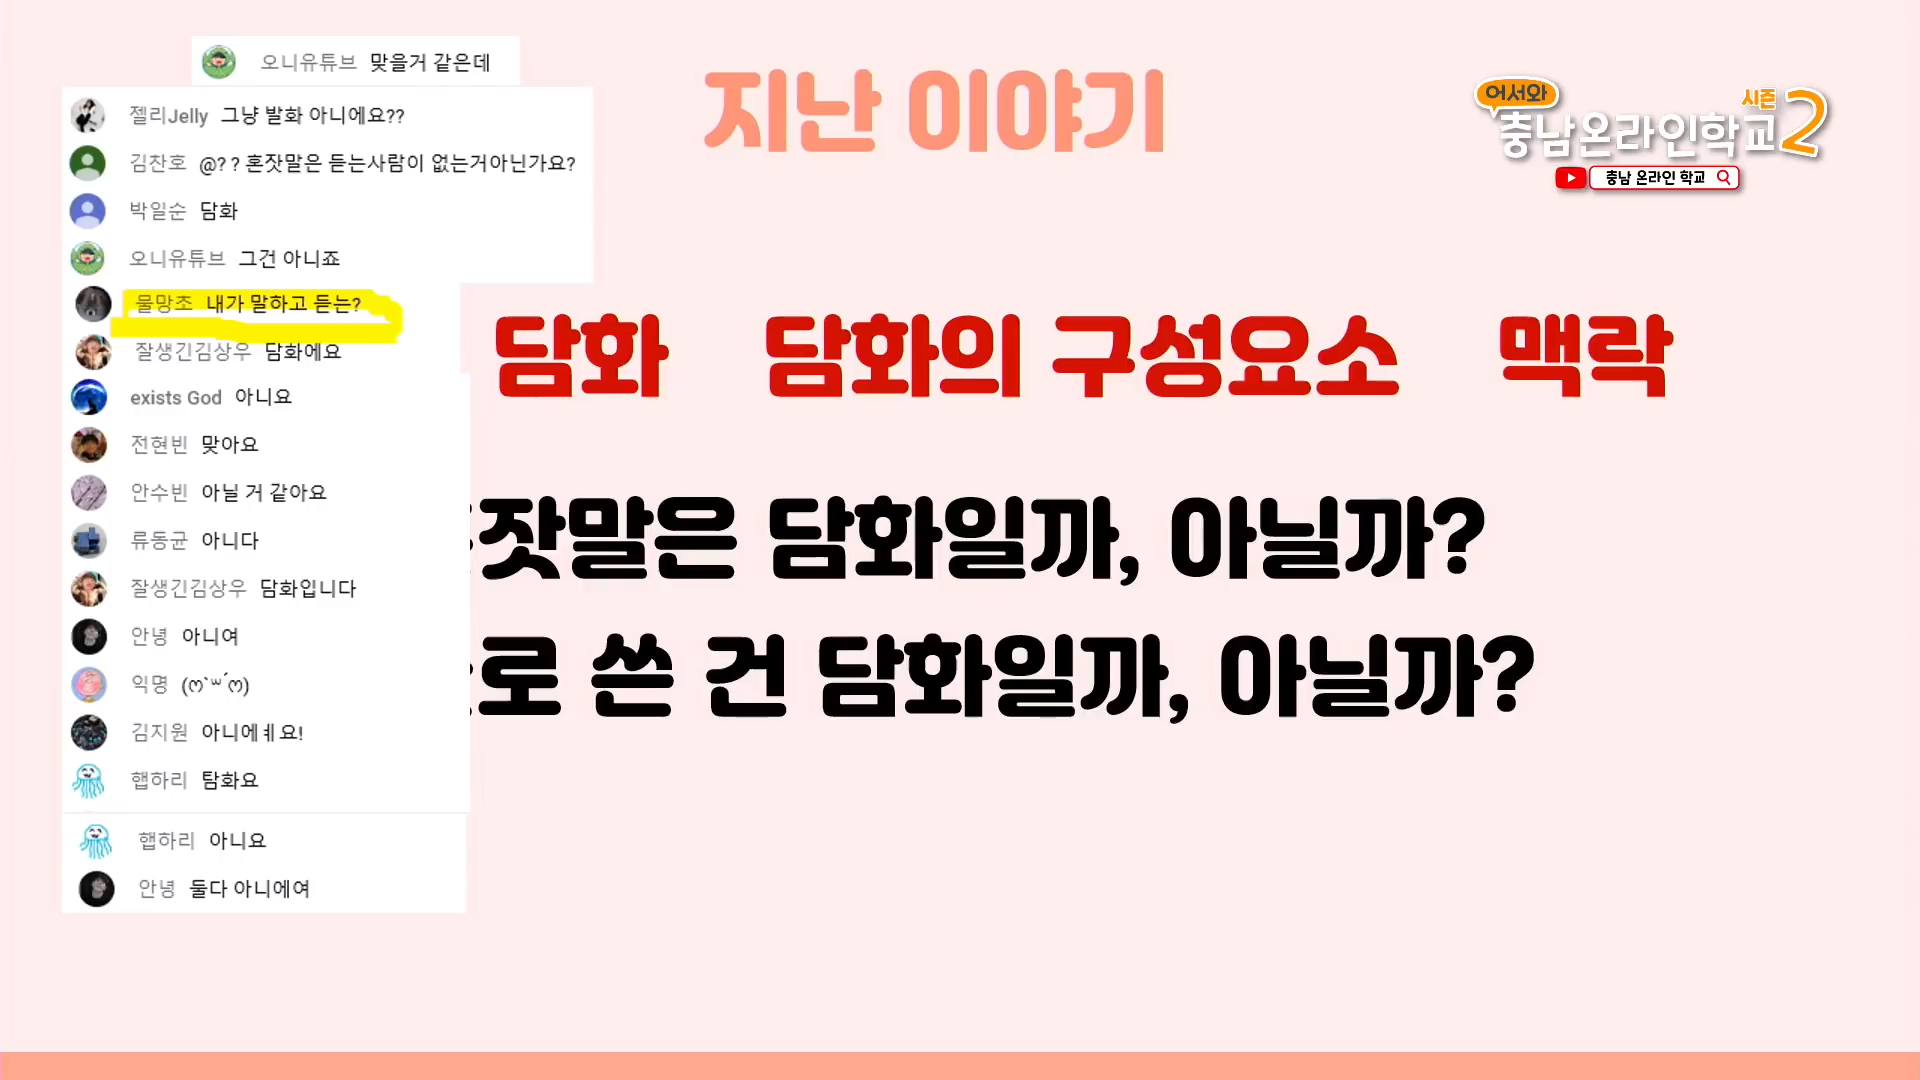 오니유튜브 맞을거 같은데
젤리Jelly 그냥 발화 아니에요??
김찬호 @? ? 혼잣말은 듣는사람이 없는거아닌가요?
박일순 담화
오니유튜브 그건 아니죠
물망초 내가 말하고 듣는?
잘생긴김상우 담화에요
exists God 아니요
전현빈 맞아요
안수빈 아닐 거 같아요
류동균 아니다
잘생긴김상우 담화입니다
안녕 아니여
익명 (ෆ`꒳´ෆ)
김지원 아니에ㅖ요!
햅하리 탐화요
햅하리 아니요
안녕 둘다 아니에여
지난 이야기
어서와
충남온라인학교 시즌2
충남 온라인 학교
담화 담화의 구성요소 맥락
잣말은 담화일까, 아닐까?
로 쓴 건 담화일까, 아닐까?